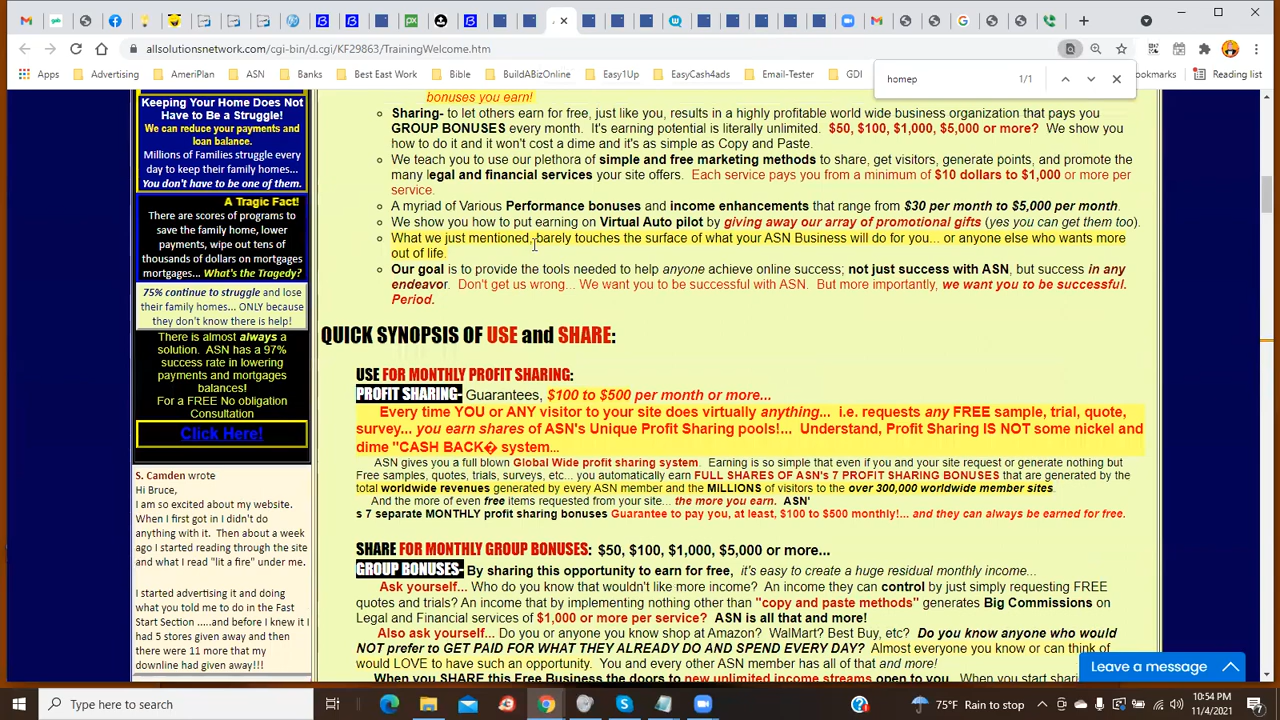 allsolutionsnetwork.com/cgi-bin/d.cgi/KF29863/TrainingWelcome.htm
Apps
Advertising
AmeriPlan
ASN
Banks
Best East Work
Bible
BuildABizOnline
Easy1Up
EasyCash4ads
Email-Tester
GDI
ookmarks
Reading list
homep
1/1
Keeping Your Home Does Not
Have to Be a Struggle!
We can reduce your payments and
loan balance.
Millions of Families struggle every
day to keep their family homes...
You don't have to be one of them.
A Tragic Fact!
There are scores of programs to
save the family home, lower
payments, wipe out tens of
thousand dollars on mortgages
mortgages... What's the Tragedy?
75% continue to struggle and lose
their family homes... ONLY because
they don't know there is help!
There is almost always a
solution. ASN has a 97%
success rate in lowering
payments and mortgages
balances!
For a FREE No obligation
Consultation
Click Here!
S. Camden wrote
Hi Bruce,
I am so excited about my website.
When I first got in I didn't do
anything with it. Then about a week
ago I started reading through the site
and what I read "lit a fire" under me.
I started advertising it and doing
what you told me to do in the Fast
Start Section .....and before I knew it I
had 5 stores given away and then
there were 11 more that my
downline had given away!!!
bonuses you earn!
Sharing- to let others earn for free, just like you, results in a highly profitable world wide business organization that pays you
GROUP BONUSES every month. It's earning potential is literally unlimited. $50, $100, $1,000, $5,000 or more? We show you
how to do it and it won't cost a dime and it's as simple as Copy and Paste.
We teach you to use our plethora of simple and free marketing methods to share, get visitors, generate points, and promote the
many legal and financial services your site offers. Each service pays you from a minimum of $10 dollars to $1,000 or more per
service.
A myriad of Various Performance bonuses and income enhancements that range from $30 per month to $5,000 per month.
We show you how to put earning on Virtual Auto pilot by giving away our array of promotional gifts (yes you can get them too).
What we just mentioned, barely touches the surface of what your ASN Business will do for you... or anyone else who wants more
out of life.
Our goal is to provide the tools needed to help anyone achieve online success; not just success with ASN, but success in any
endeavor. Don't get us wrong... We want you to be successful with ASN. But more importantly, we want you to be successful.
Period.
QUICK SYNOPSIS OF USE and SHARE:
USE FOR MONTHLY PROFIT SHARING:
PROFIT SHARING- Guarantees, $100 to $500 per month or more...
Every time YOU or ANY visitor to your site does virtually anything... i.e. requests any FREE sample, trial, quote,
survey... you earn shares of ASN's Unique Profit Sharing pools!... Understand, Profit Sharing IS NOT some nickel and
dime "CASH BACK� system...
ASN gives you a full blown Global Wide profit sharing system. Earning is so simple that even if you and your site request or generate nothing but
Free samples, quotes, trials, surveys, etc... you automatically earn FULL SHARES OF ASN'S 7 PROFIT SHARING BONUSES that are generated by the
total worldwide revenues generated by every ASN member and the MILLIONS of visitors to the over 300,000 worldwide member sites.
And the more of even free items requested from your site... the more you earn. ASN'
s 7 separate MONTHLY profit sharing bonuses Guarantee to pay you, at least, $100 to $500 monthly!... and they can always be earned for free.
SHARE FOR MONTHLY GROUP BONUSES: $50, $100, $1,000, $5,000 or more...
GROUP BONUSES- By sharing this opportunity to earn for free, it's easy to create a huge residual monthly income...
Ask yourself... Who do you know that wouldn't like more income? An income they can control by just simply requesting FREE
quotes and trials? An income that by implementing nothing other than "copy and paste methods" generates Big Commissions on
Legal and Financial services of $1,000 or more per service? ASN is all that and more!
Also ask yourself... Do you or anyone you know shop at Amazon? WalMart? Best Buy, etc? Do you know anyone who would
NOT prefer to GET PAID FOR WHAT THEY ALREADY DO AND SPEND EVERY DAY? Almost everyone you know or can think of
would LOVE to have such an opportunity. You and every other ASN member has all of that and more!
When you SHARE this Free Business the doors to new unlimited income streams open to you.
Leave a message
Type here to search
75°F Rain to stop
10:54 PM
11/4/2021